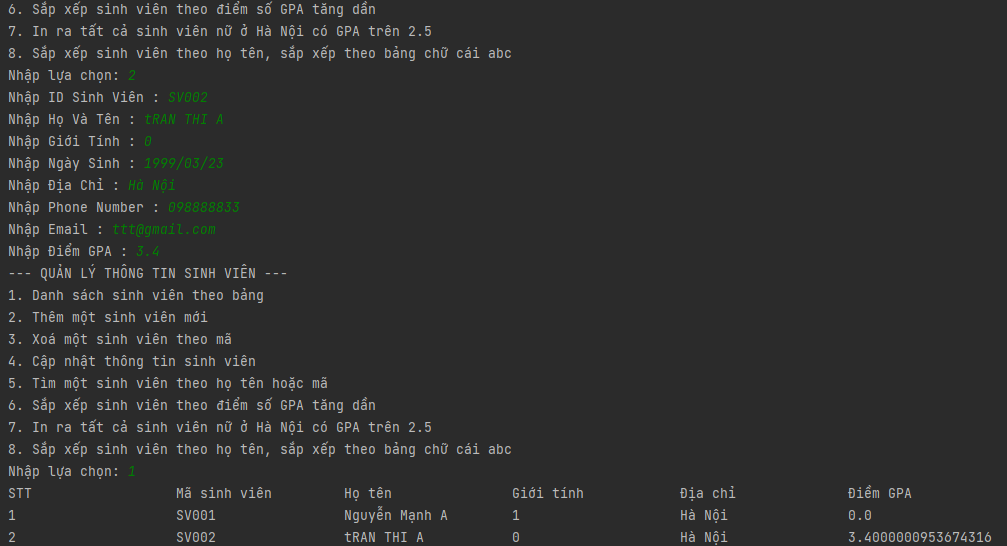 6. Sắp xếp sinh viên theo điểm số GPA tăng dần
7. In ra tất cả sinh viên nữ ở Hà Nội có GPA trên 2.5
8. Sắp xếp sinh viên theo họ tên, sắp xếp theo bảng chữ cái abc
Nhập lựa chọn: 2
Nhập ID Sinh Viên : SV002
Nhập Họ Và Tên : tRAN THI A
Nhập Giới Tính : 0
Nhập Ngày Sinh : 1999/03/23
Nhập Địa Chỉ : Hà Nội
Nhập Phone Number : 098888833
Nhập Email : ttt@gmail.com
Nhập Điểm GPA : 3.4
--- QUẢN LÝ THÔNG TIN SINH VIÊN ---
1. Danh sách sinh viên theo bảng
2. Thêm một sinh viên mới
3. Xoá một sinh viên theo mã
4. Cập nhật thông tin sinh viên
5. Tìm một sinh viên theo họ tên hoặc mã
6. Sắp xếp sinh viên theo điểm số GPA tăng dần
7. In ra tất cả sinh viên nữ ở Hà Nội có GPA trên 2.5
8. Sắp xếp sinh viên theo họ tên, sắp xếp theo bảng chữ cái abc
Nhập lựa chọn: 1
STT Mã sinh viên Họ tên Giới tính Địa chỉ Điểm GPA
1 SV001 Nguyễn Mạnh A 1 Hà Nội 0.0
2 SV002 tRAN THI A 0 Hà Nội 3.4000000953674316